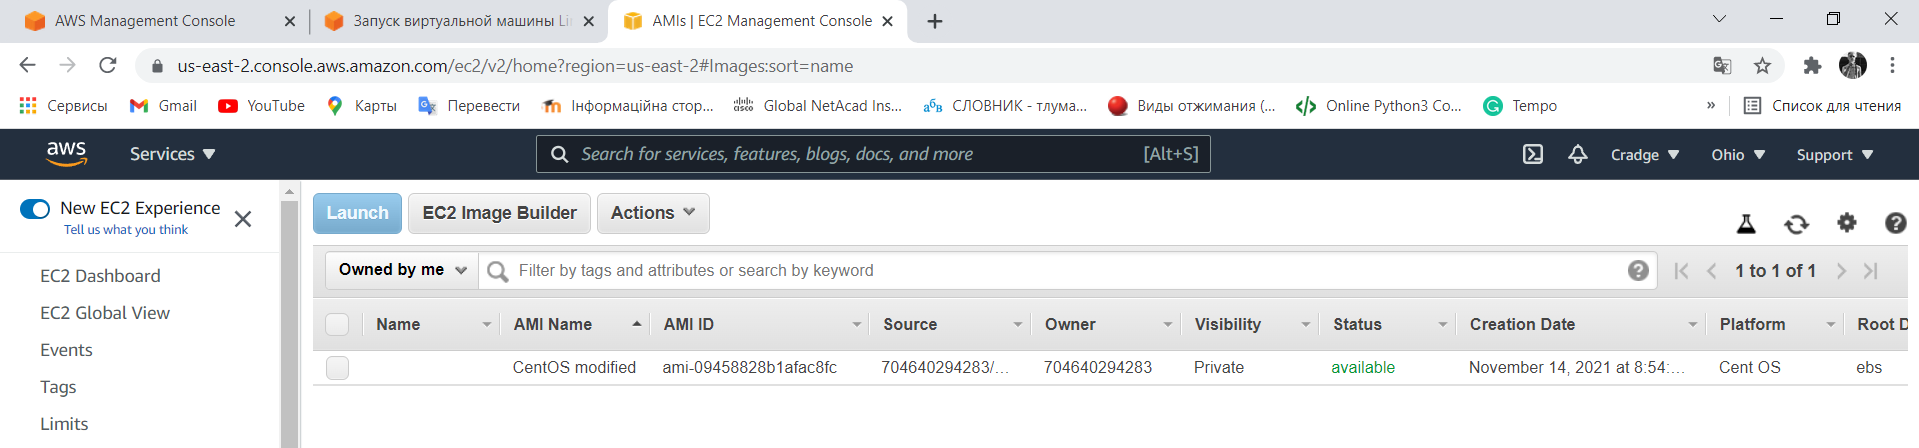 AWS Management Console
Запуск виртуальной машины Lin
AMIs | EC2 Management Console
us-east-2.console.aws.amazon.com/ec2/v2/home?region=us-east-2#Images:sort=name
Сервисы Gmail YouTube Карты Перевести Інформаційна стор... Global NetAcad Ins... абв СЛОВНИК - тлума... Виды отжимания (... Online Python3 Co... Tempo » Список для чтения
aws Services Search for services, features, blogs, docs, and more [Alt+S] Cradge Ohio Support
New EC2 Experience
Tell us what you think
EC2 Dashboard
EC2 Global View
Events
Tags
Limits
Launch EC2 Image Builder Actions
Owned by me Filter by tags and attributes or search by keyword 1 to 1 of 1
Name AMI Name AMI ID Source Owner Visibility Status Creation Date Platform Root D
CentOS modified ami-09458828b1afac8fc 704640294283/... 704640294283 Private available November 14, 2021 at 8:54:... Cent OS ebs